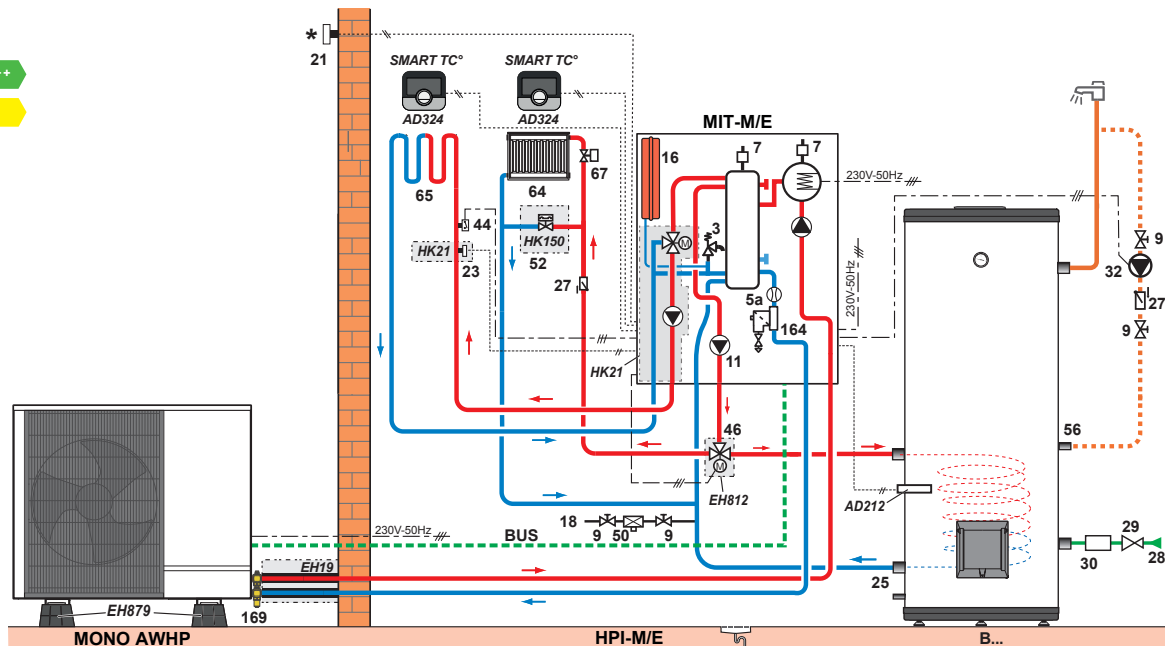 ++
*
21
SMART TC°
AD324
SMART TC°
AD324
MIT-M/E
16
7
7
230V-50Hz
67
65
64
44
HK21
23
HK150
52
27
3
M
5a
164
230V-50Hz
11
HK21
46
M
EH812
9
32
27
9
56
AD212
18
9
50
9
230V-50Hz
BUS
EH19
EH879
169
25
30
29
28
MONO AWHP
HPI-M/E
B...